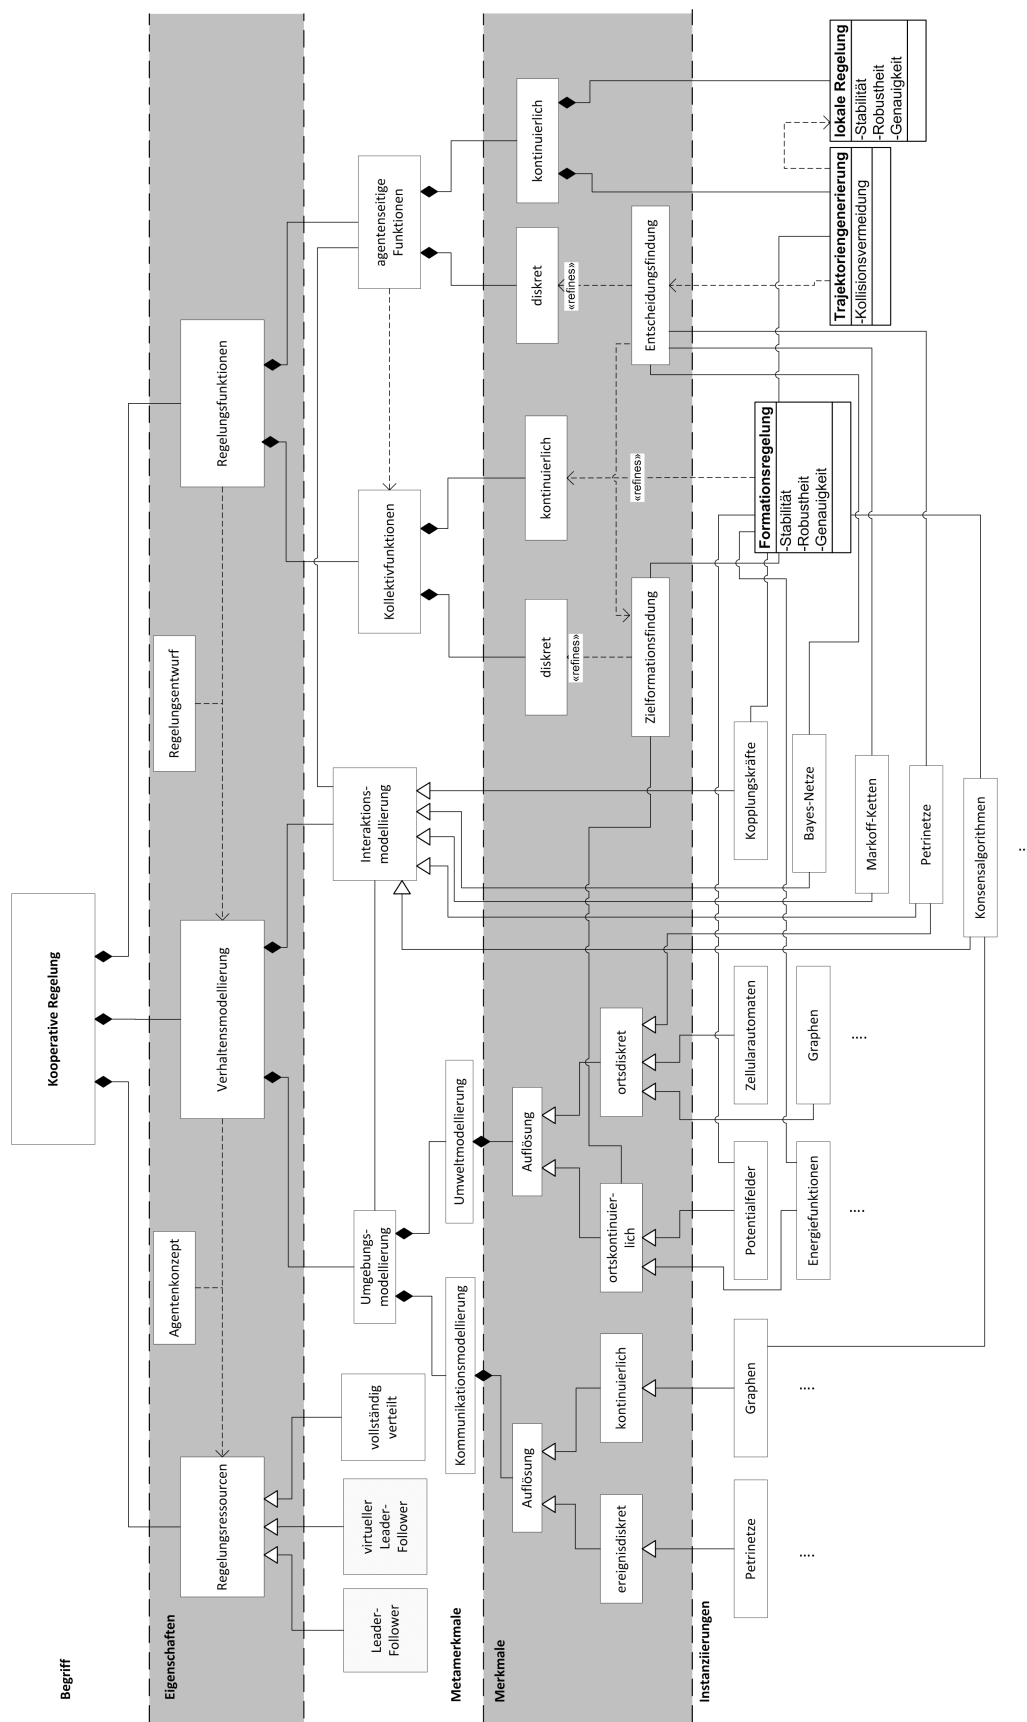 Begriff
Kooperative Regelung
Eigenschaften
Agentenkonzept
Regelungsentwurf
Regelungsressourcen
Verhaltensmodellierung
Regelungsfunktionen
Metamerkmale
Leader-
Follower
virtueller
Leader-
Follower
vollständig
verteilt
Umgebungs-
modellierung
Interaktions-
modellierung
Kollektivfunktionen
agentenseitige
Funktionen
Kommunikationsmodellierung
Umweltmodellierung
Merkmale
Auflösung
Auflösung
diskret
kontinuierlich
diskret
kontinuierlich
«refines»
«refines»
«refines»
ereignisdiskret
kontinuierlich
ortskontinuier-
lich
ortsdiskret
Zielformationsfindung
Entscheidungsfindung
Instanziierungen
Petrinetze
....
Graphen
....
Potentialfelder
Energiefunktionen
....
Zellularautomaten
Graphen
....
Kopplungskräfte
Bayes-Netze
Markoff-Ketten
Petrinetze
Konsensalgorithmen
..
Formationsregelung
-Stabilität
-Robustheit
-Genauigkeit
Trajektoriengenerierung
-Kollisionsvermeidung
lokale Regelung
-Stabilität
-Robustheit
-Genauigkeit